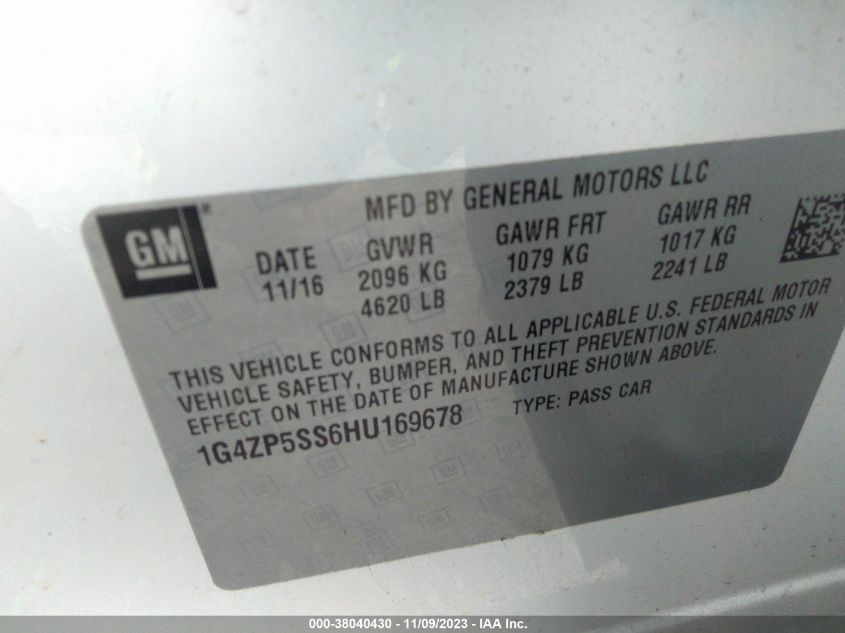 MFD BY GENERAL MOTORS LLC
GM
DATE GVWR GAWR FRT GAWR RR
11/16 2096 KG 1079 KG 1017 KG
4620 LB 2379 LB 2241 LB
THIS VEHICLE CONFORMS TO ALL APPLICABLE U.S. FEDERAL MOTOR
VEHICLE SAFETY, BUMPER, AND THEFT PREVENTION STANDARDS IN
EFFECT ON THE DATE OF MANUFACTURE SHOWN ABOVE.
1G4ZP5SS6HU169678 TYPE: PASS CAR
000-38040430 - 11/09/2023 - IAA Inc.